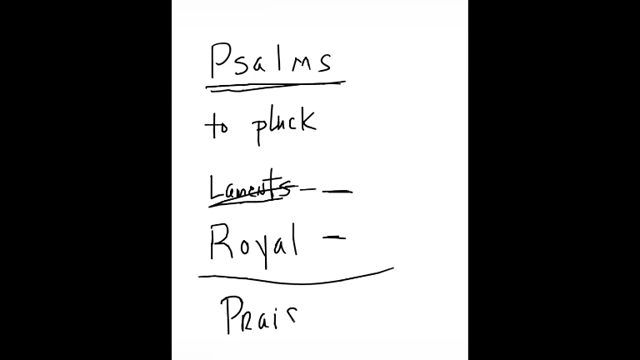 Psalms
to pluck
Laments - -
Royal -
Prais